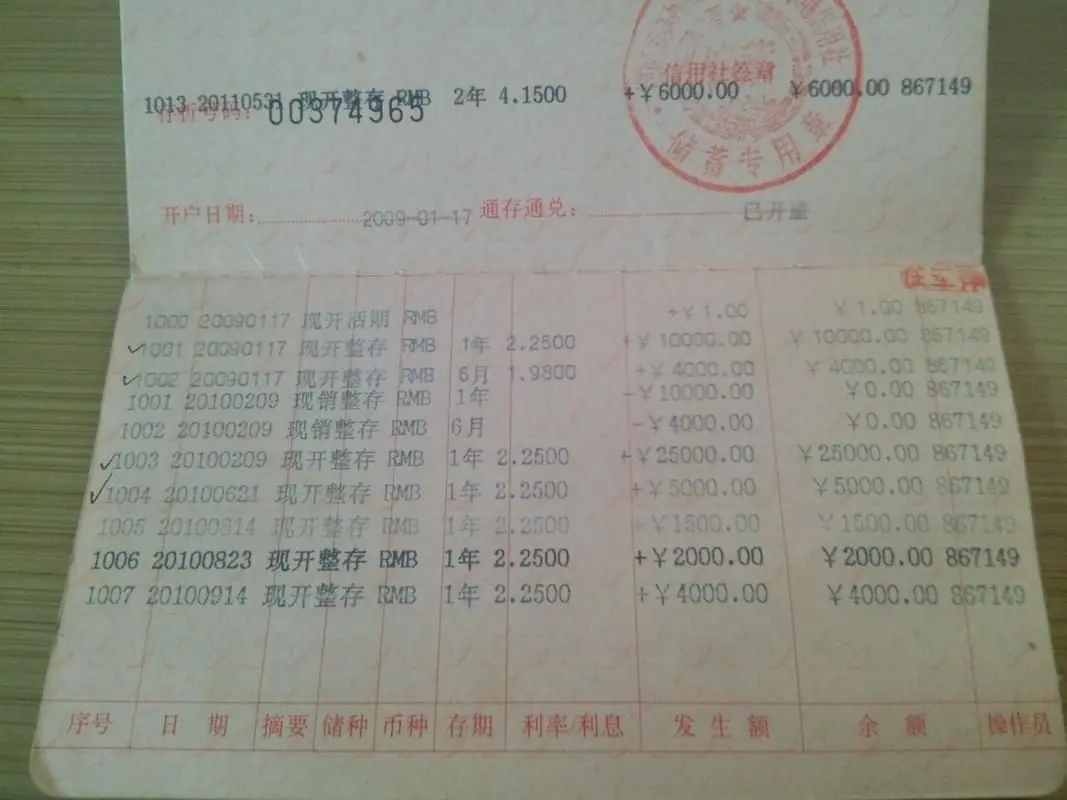 信用社签章
1013 20110531 现开整存 RMB 2年 4.1500 +￥6000.00 ￥6000.00 867149
存折号码： 00374965
储蓄专用章
开户日期： 2009-01-17 通存通兑： 已开通
1000 20090117 现开活期 RMB +￥1.00 ￥1.00 867149
1001 20090117 现开整存 RMB 1年 2.2500 +￥10000.00 ￥10000.00 867149
1002 20090117 现开整存 RMB 6月 1.9800 +￥4000.00 ￥4000.00 867149
1001 20100209 现销整存 RMB 1年 -￥10000.00 ￥0.00 867149
1002 20100209 现销整存 RMB 6月 -￥4000.00 ￥0.00 867149
1003 20100209 现开整存 RMB 1年 2.2500 +￥25000.00 ￥25000.00 867149
1004 20100621 现开整存 RMB 1年 2.2500 +￥5000.00 ￥5000.00 867149
1005 20100814 现开整存 RMB 1年 2.2500 +￥1500.00 ￥1500.00 867149
1006 20100823 现开整存 RMB 1年 2.2500 +￥2000.00 ￥2000.00 867149
1007 20100914 现开整存 RMB 1年 2.2500 +￥4000.00 ￥4000.00 867149
序号 日期 摘要 储种 币种 存期 利率/利息 发生额 余额 操作员